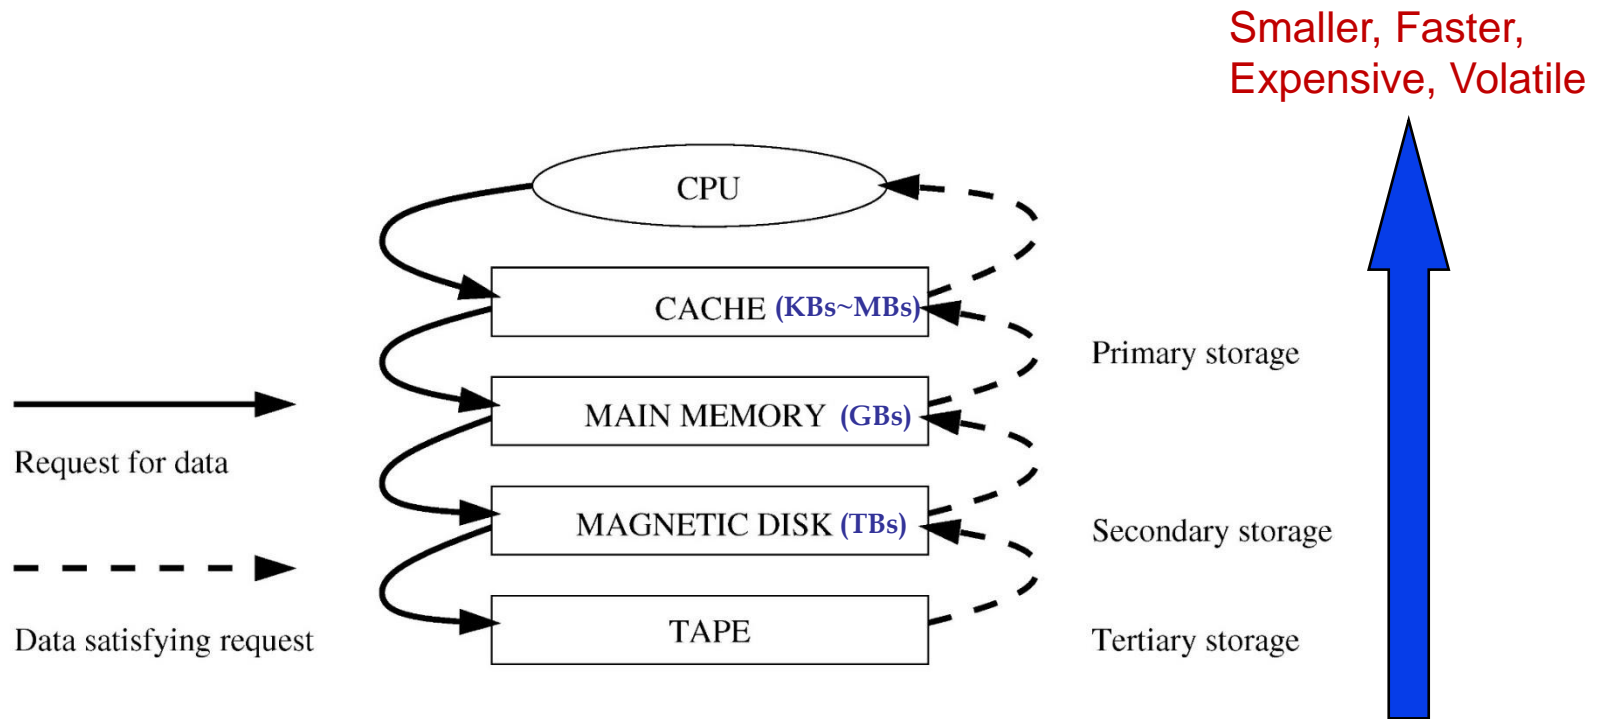 Smaller, Faster,
Expensive, Volatile
CPU
CACHE (KBs~MBs)
Primary storage
MAIN MEMORY (GBs)
Request for data
MAGNETIC DISK (TBs)
Secondary storage
TAPE
Data satisfying request
Tertiary storage